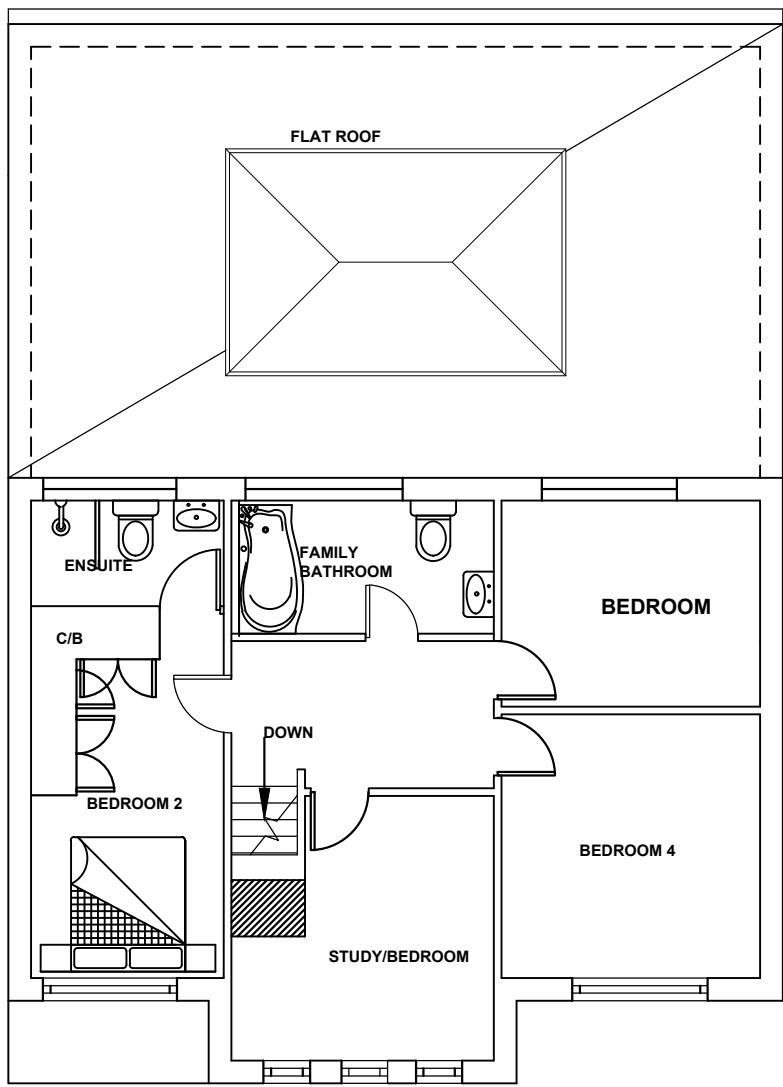 FLAT ROOF
ENSUITE
FAMILY
BATHROOM
BEDROOM
C/B
DOWN
BEDROOM 2
BEDROOM 4
STUDY/BEDROOM